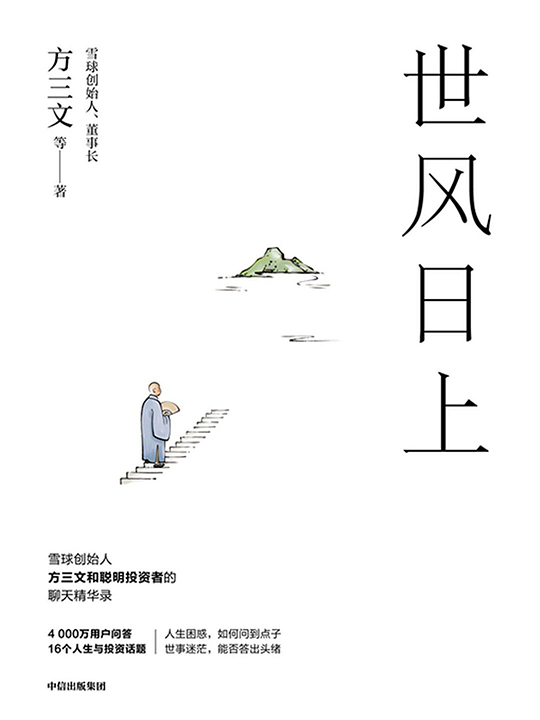 世风日上
雪球创始人、董事长
方三文 等——著
雪球创始人
方三文和聪明投资者的
聊天精华录
4 000万用户问答
16个人生与投资话题
人生困惑，如何问到点子
世事迷茫，能否答出头绪
中信出版集团